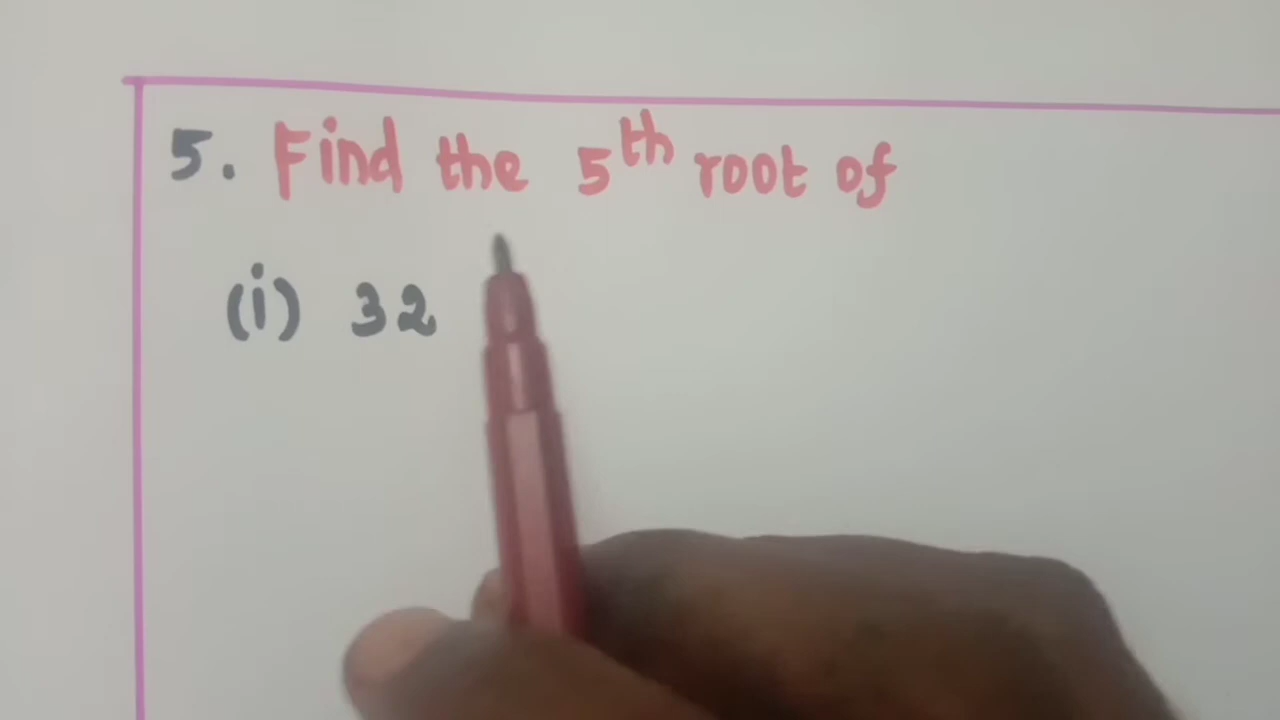 5. Find the 5th root of
(i) 32